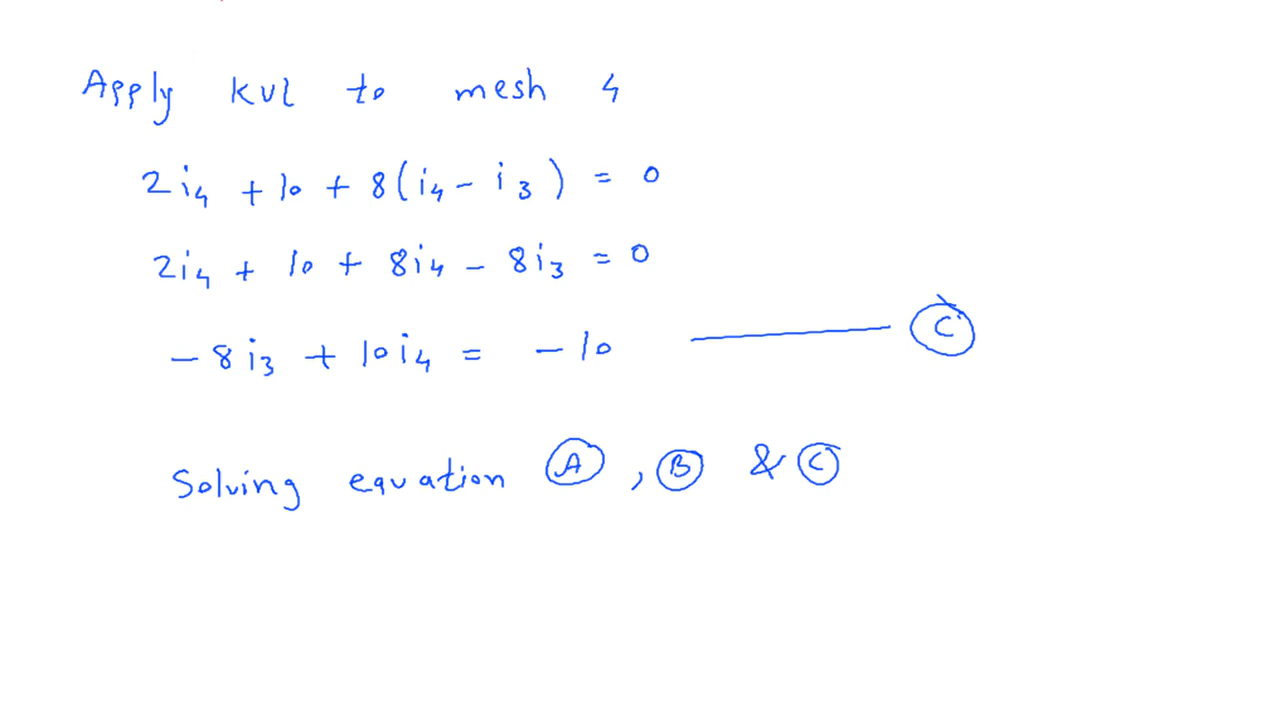 Apply kvl to mesh 4
2i₄ + 10 + 8(i₄ - i₃) = 0
2i₄ + 10 + 8i₄ - 8i₃ = 0
- 8i₃ + 10i₄ = - 10 ——— C
Solving equation A, B & C